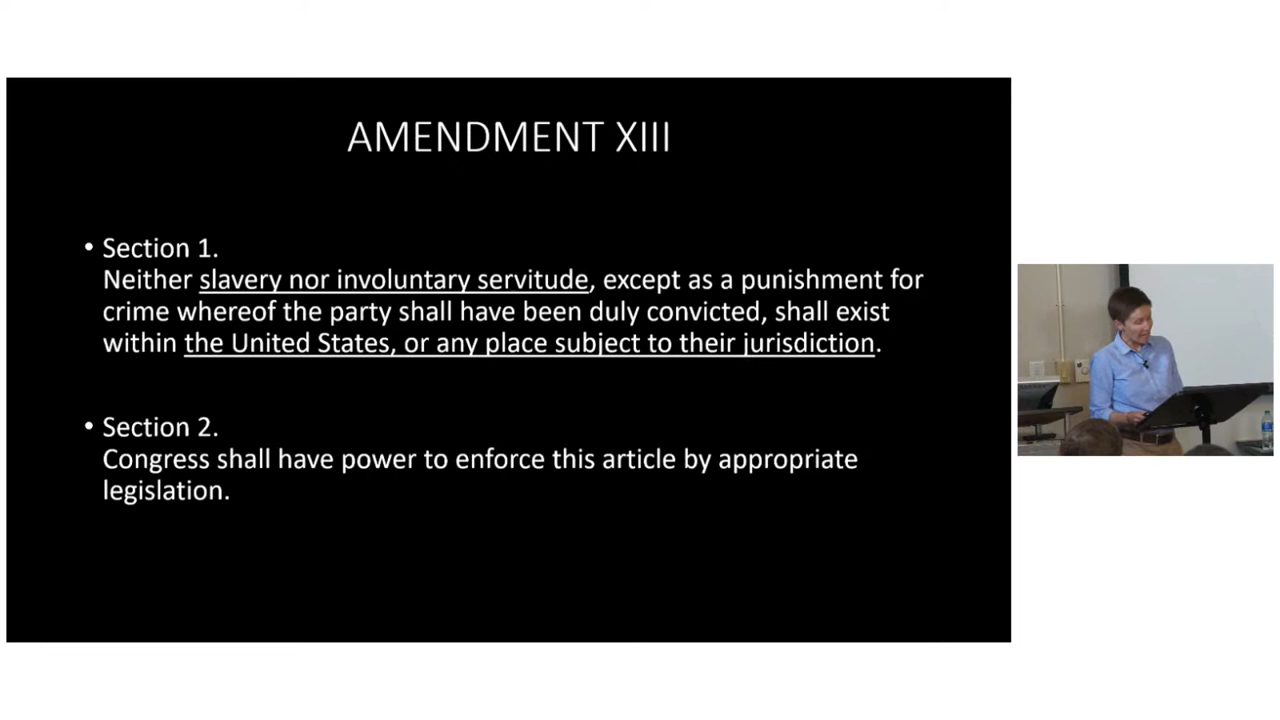 AMENDMENT XIII
• Section 1.
Neither slavery nor involuntary servitude, except as a punishment for
crime whereof the party shall have been duly convicted, shall exist
within the United States, or any place subject to their jurisdiction.
• Section 2.
Congress shall have power to enforce this article by appropriate
legislation.